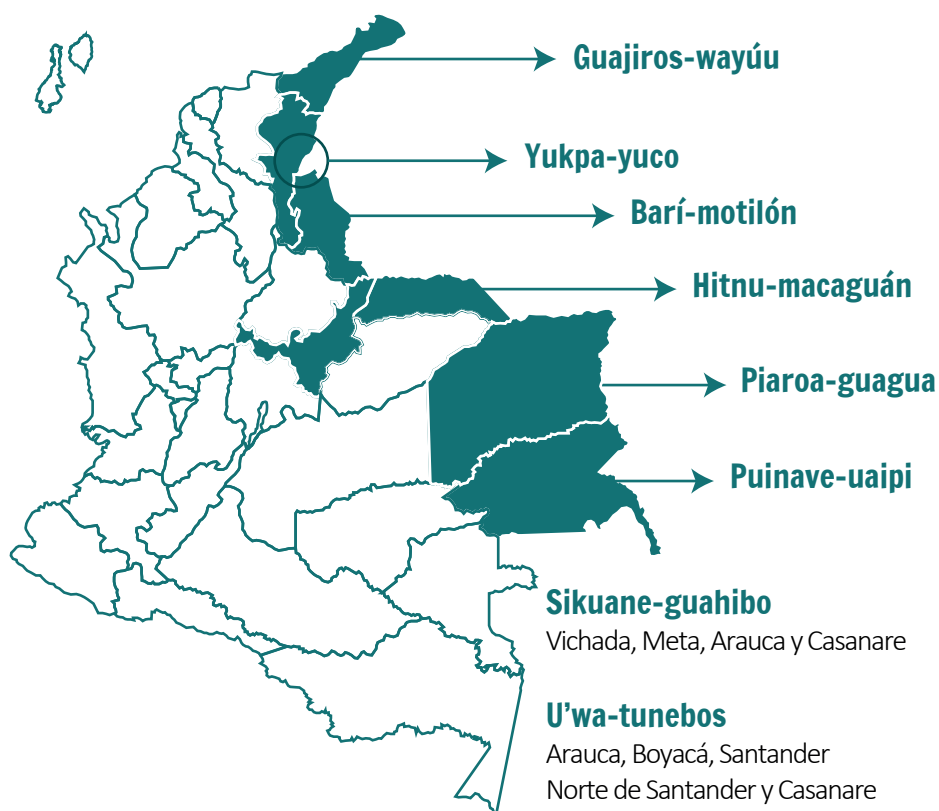 Guajiros-wayúu
Yukpa-yuco
Barí-motilón
Hitnu-macaguán
Piaroa-guagua
Puinave-uaipi
Sikuane-guahibo
Vichada, Meta, Arauca y Casanare
U'wa-tunebos
Arauca, Boyacá, Santander
Norte de Santander y Casanare